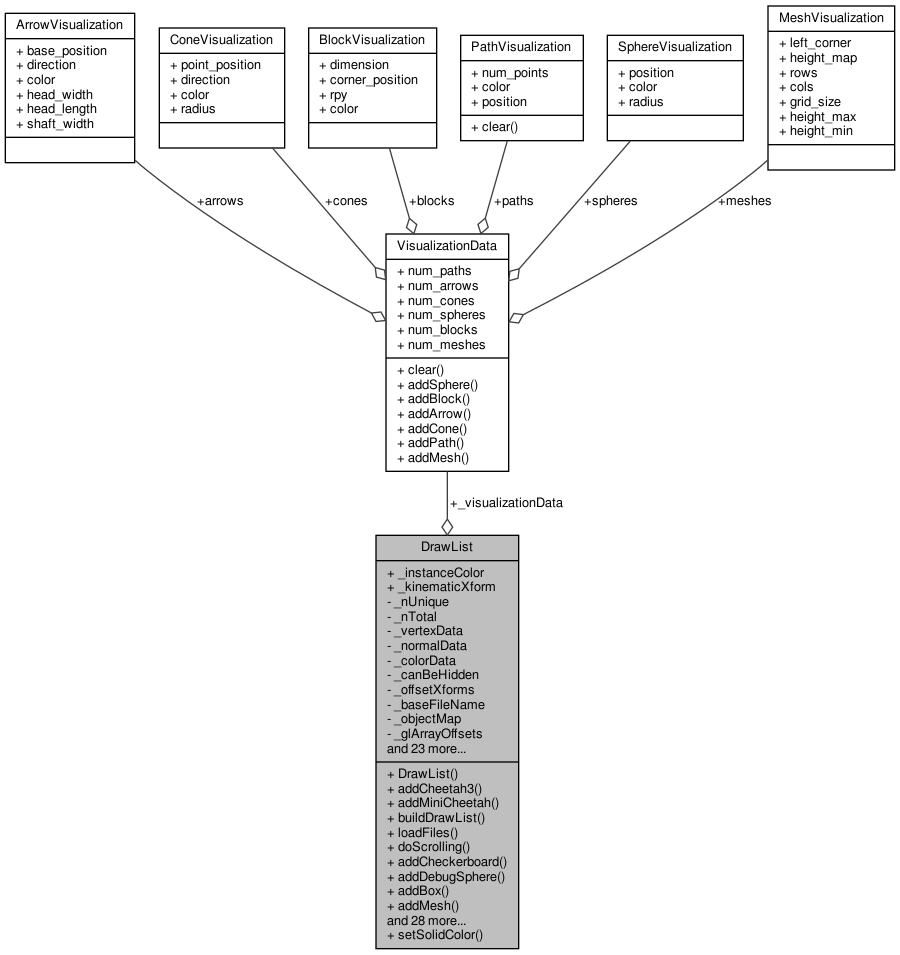 ArrowVisualization
+ base_position
+ direction
+ color
+ head_width
+ head_length
+ shaft_width
ConeVisualization
+ point_position
+ direction
+ color
+ radius
BlockVisualization
+ dimension
+ corner_position
+ rpy
+ color
PathVisualization
+ num_points
+ color
+ position
+ clear()
SphereVisualization
+ position
+ color
+ radius
MeshVisualization
+ left_corner
+ height_map
+ rows
+ cols
+ grid_size
+ height_max
+ height_min
+arrows
+cones
+blocks
+paths
+spheres
+meshes
VisualizationData
+ num_paths
+ num_arrows
+ num_cones
+ num_spheres
+ num_blocks
+ num_meshes
+ clear()
+ addSphere()
+ addBlock()
+ addArrow()
+ addCone()
+ addPath()
+ addMesh()
+_visualizationData
DrawList
+ _instanceColor
+ _kinematicXform
- _nUnique
- _nTotal
- _vertexData
- _normalData
- _colorData
- _canBeHidden
- _offsetXforms
- _baseFileName
- _objectMap
- _glArrayOffsets
and 23 more...
+ DrawList()
+ addCheetah3()
+ addMiniCheetah()
+ buildDrawList()
+ loadFiles()
+ doScrolling()
+ addCheckerboard()
+ addDebugSphere()
+ addBox()
+ addMesh()
and 28 more...
+ setSolidColor()